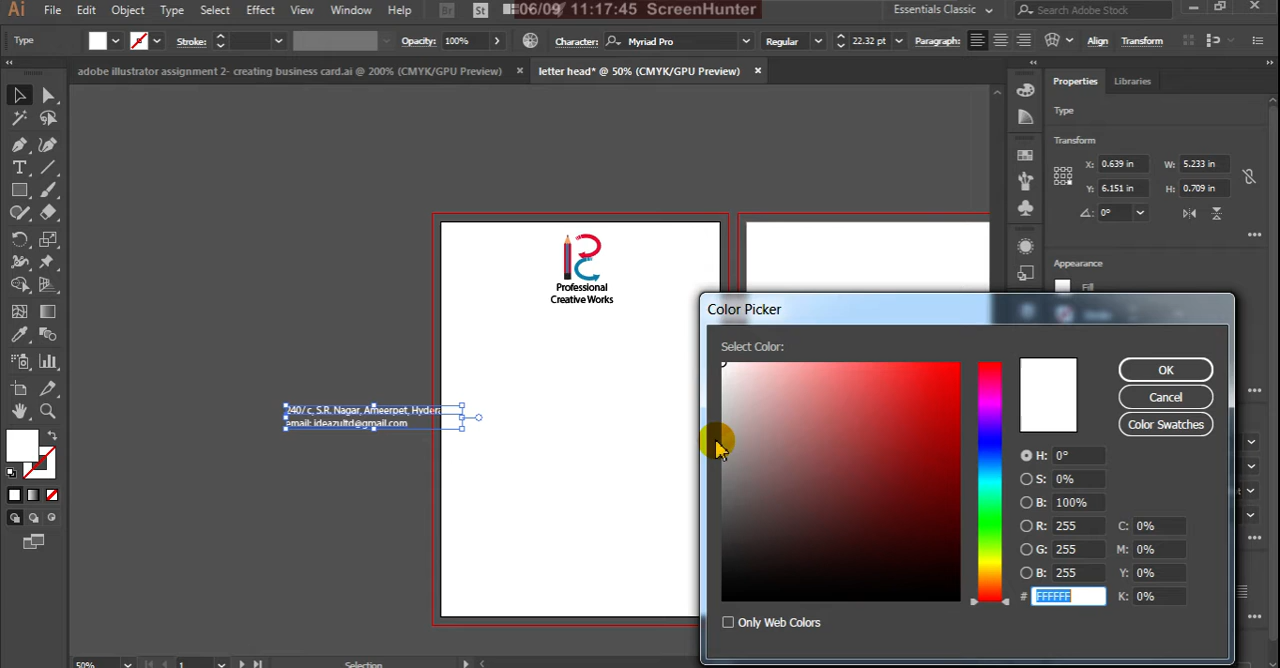 Ai File Edit Object Type Select Effect View Window Help Br St 06/09/ 11:17:45 ScreenHunter Essentials Classic Search Adobe Stock
Type Stroke: Opacity: 100% Character: Myriad Pro Regular 22.32 pt Paragraph: Align Transform
adobe illustrator assignment 2- creating business card.ai @ 200% (CMYK/GPU Preview) × letter head* @ 50% (CMYK/GPU Preview) ×
Properties Libraries
Type
Transform
X: 0.639 in W: 5.233 in
Y: 6.151 in H: 0.709 in
0°
Appearance
Fill
Professional
Creative Works
240/ c, S.R. Nagar, Ameerpet, Hydera
email: ideazultd@gmail.com
Color Picker
Select Color:
OK
Cancel
Color Swatches
H: 0°
S: 0%
B: 100%
R: 255 C: 0%
G: 255 M: 0%
B: 255 Y: 0%
# FFFFFF K: 0%
Only Web Colors
50% 1 Selection